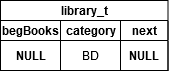 library_t
begBooks category next
NULL BD NULL